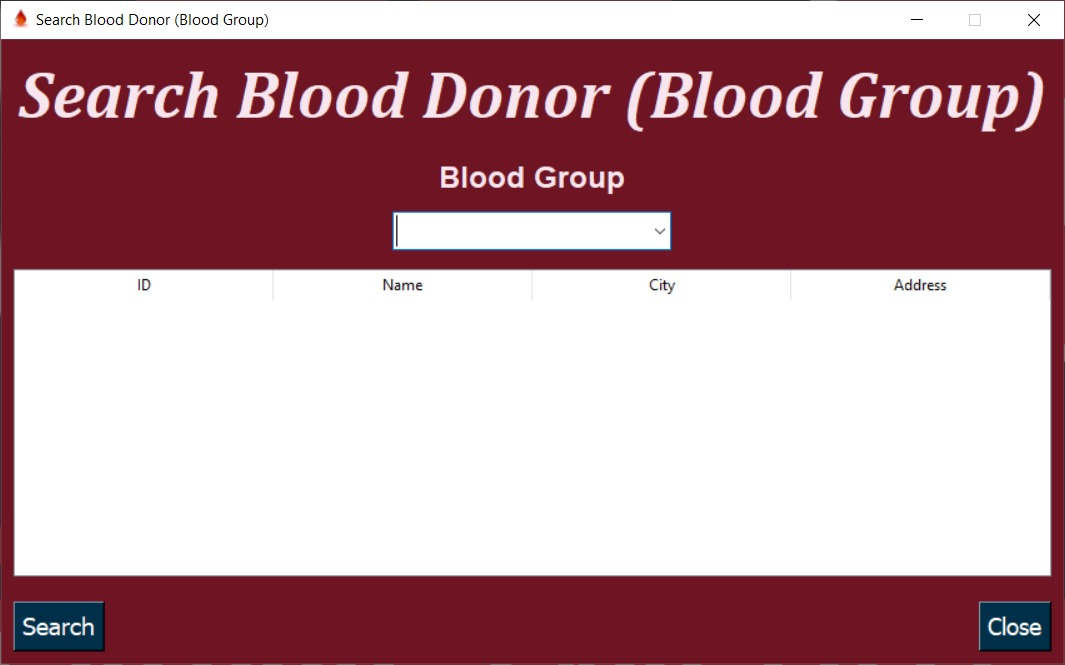 Search Blood Donor (Blood Group)
Search Blood Donor (Blood Group)
Blood Group
ID Name City Address
Search Close